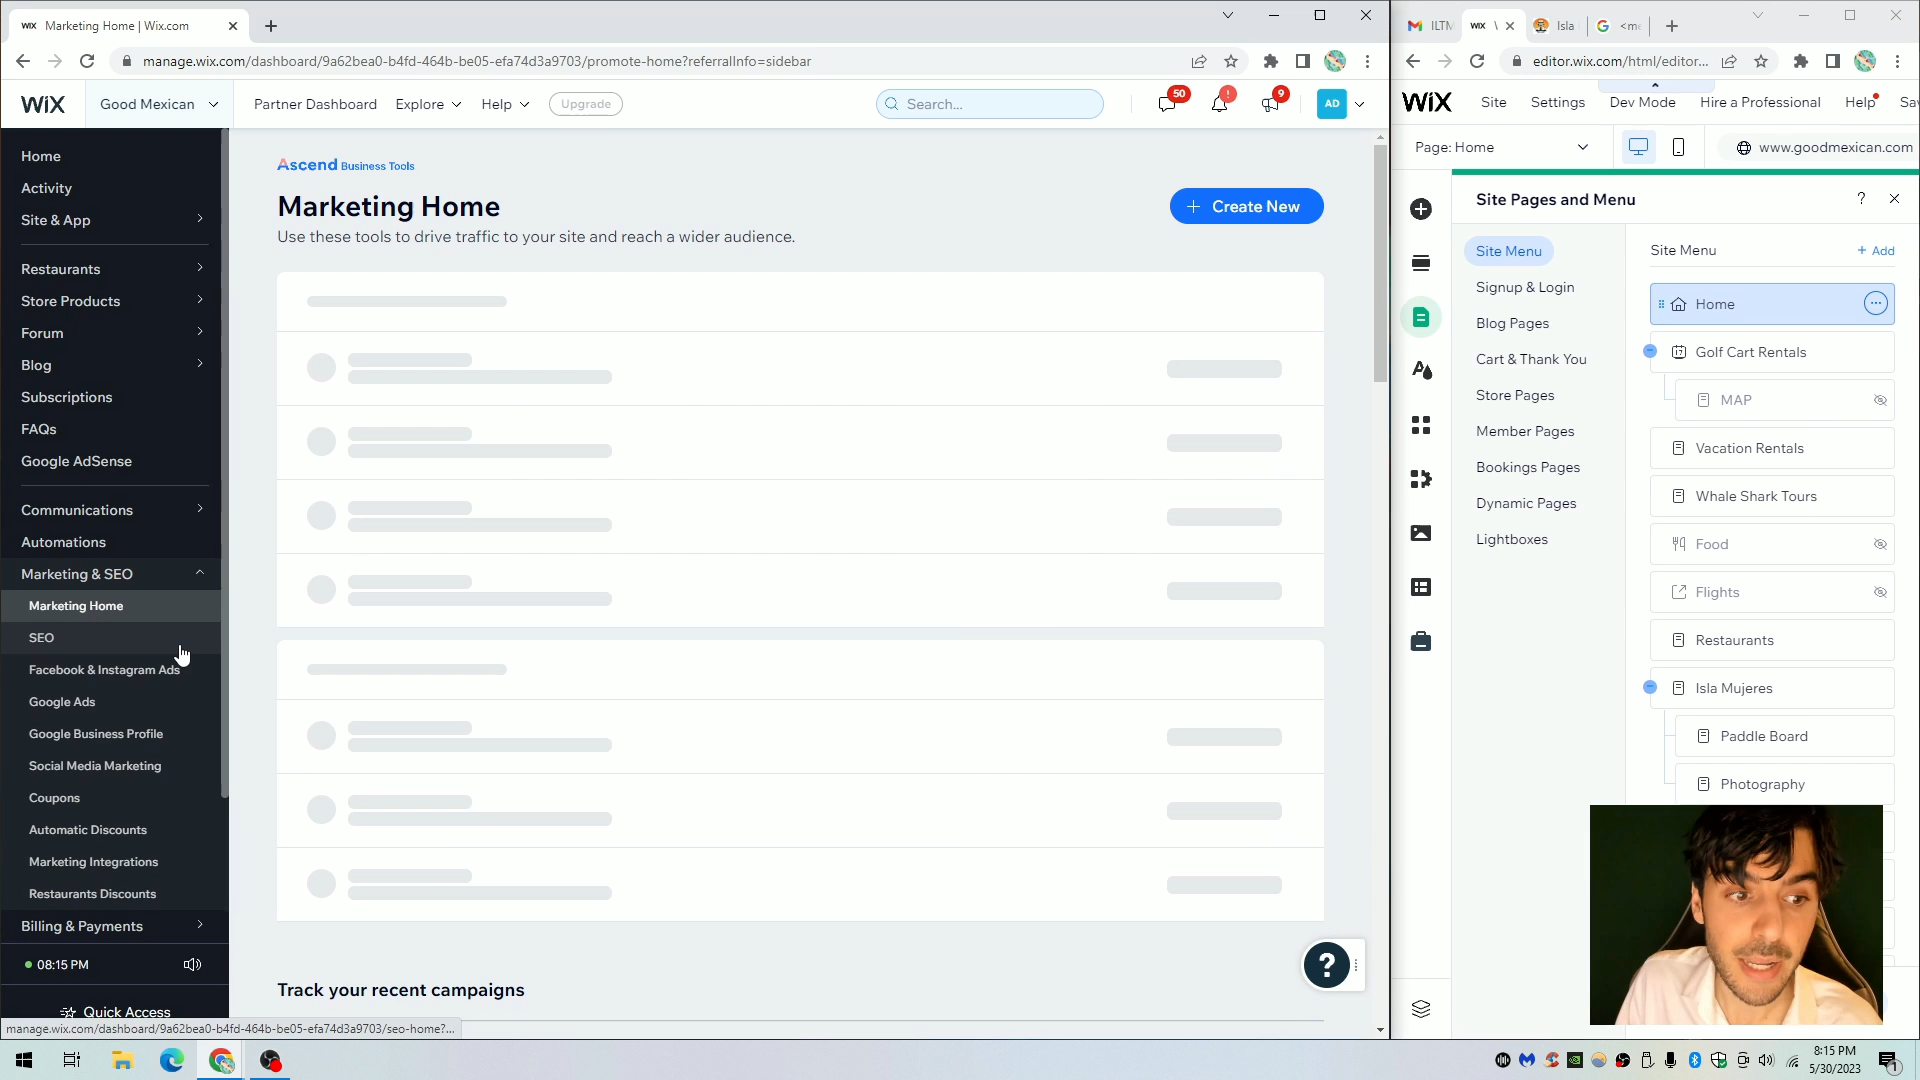 WIX Marketing Home | Wix.com
manage.wix.com/dashboard/9a62bea0-b4fd-464b-be05-efa74d3a9703/promote-home?referralInfo=sidebar
WIX Good Mexican Partner Dashboard Explore Help Upgrade Search... 50 ! 9 AD
Home
Activity
Site & App
Restaurants
Store Products
Forum
Blog
Subscriptions
FAQs
Google AdSense
Communications
Automations
Marketing & SEO
Marketing Home
SEO
Facebook & Instagram Ads
Google Ads
Google Business Profile
Social Media Marketing
Coupons
Automatic Discounts
Marketing Integrations
Restaurants Discounts
Billing & Payments
08:15 PM
Quick Access
manage.wix.com/dashboard/9a62bea0-b4fd-464b-be05-efa74d3a9703/seo-home?...
Ascend Business Tools
Marketing Home
+ Create New
Use these tools to drive traffic to your site and reach a wider audience.
Track your recent campaigns
?
ILTM WIX Isla <me
editor.wix.com/html/editor...
WIX Site Settings Dev Mode Hire a Professional Help Sa
Page: Home www.goodmexican.com
Site Pages and Menu ?
Site Menu
Signup & Login
Blog Pages
Cart & Thank You
Store Pages
Member Pages
Bookings Pages
Dynamic Pages
Lightboxes
Site Menu + Add
Home
Golf Cart Rentals
MAP
Vacation Rentals
Whale Shark Tours
Food
Flights
Restaurants
Isla Mujeres
Paddle Board
Photography
8:15 PM
5/30/2023
1